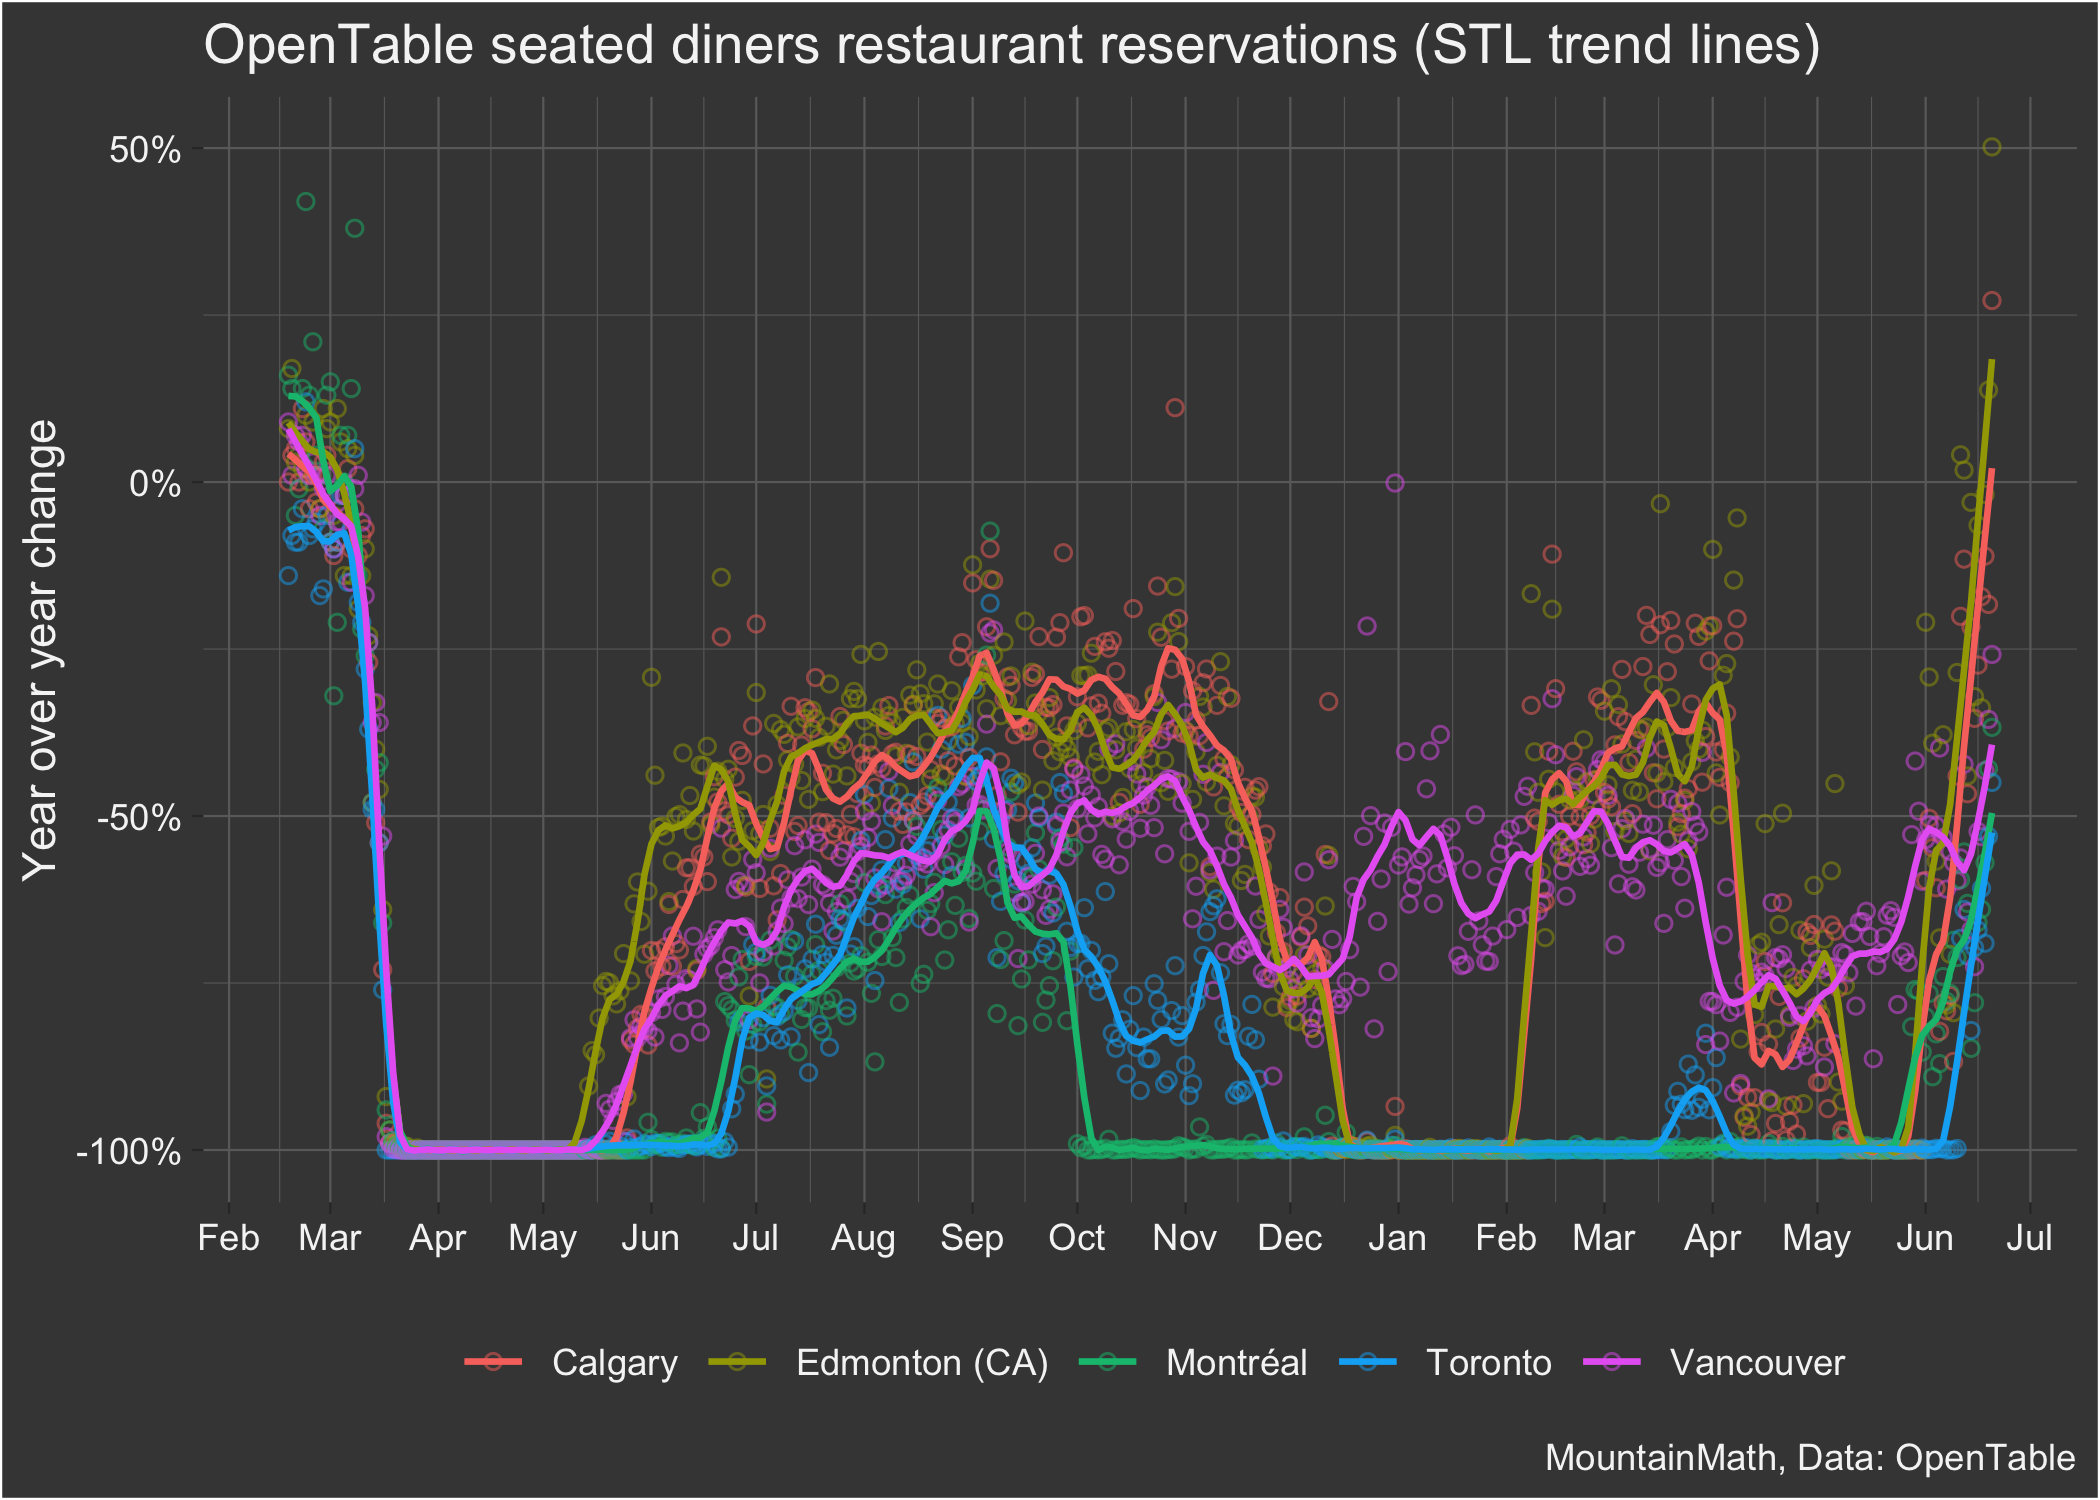 OpenTable seated diners restaurant reservations (STL trend lines)
Year over year change
50%
0%
-50%
-100%
Feb Mar Apr May Jun Jul Aug Sep Oct Nov Dec Jan Feb Mar Apr May Jun Jul
Calgary Edmonton (CA) Montréal Toronto Vancouver
MountainMath, Data: OpenTable